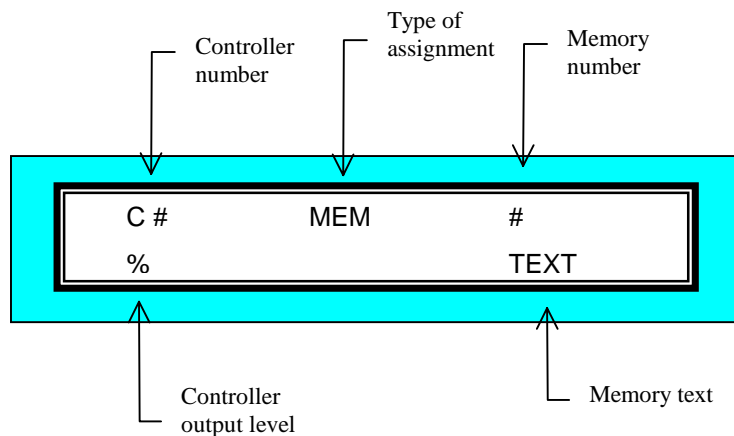 Controller
number
Type of
assignment
Memory
number
C # MEM #
% TEXT
Controller
output level
Memory text